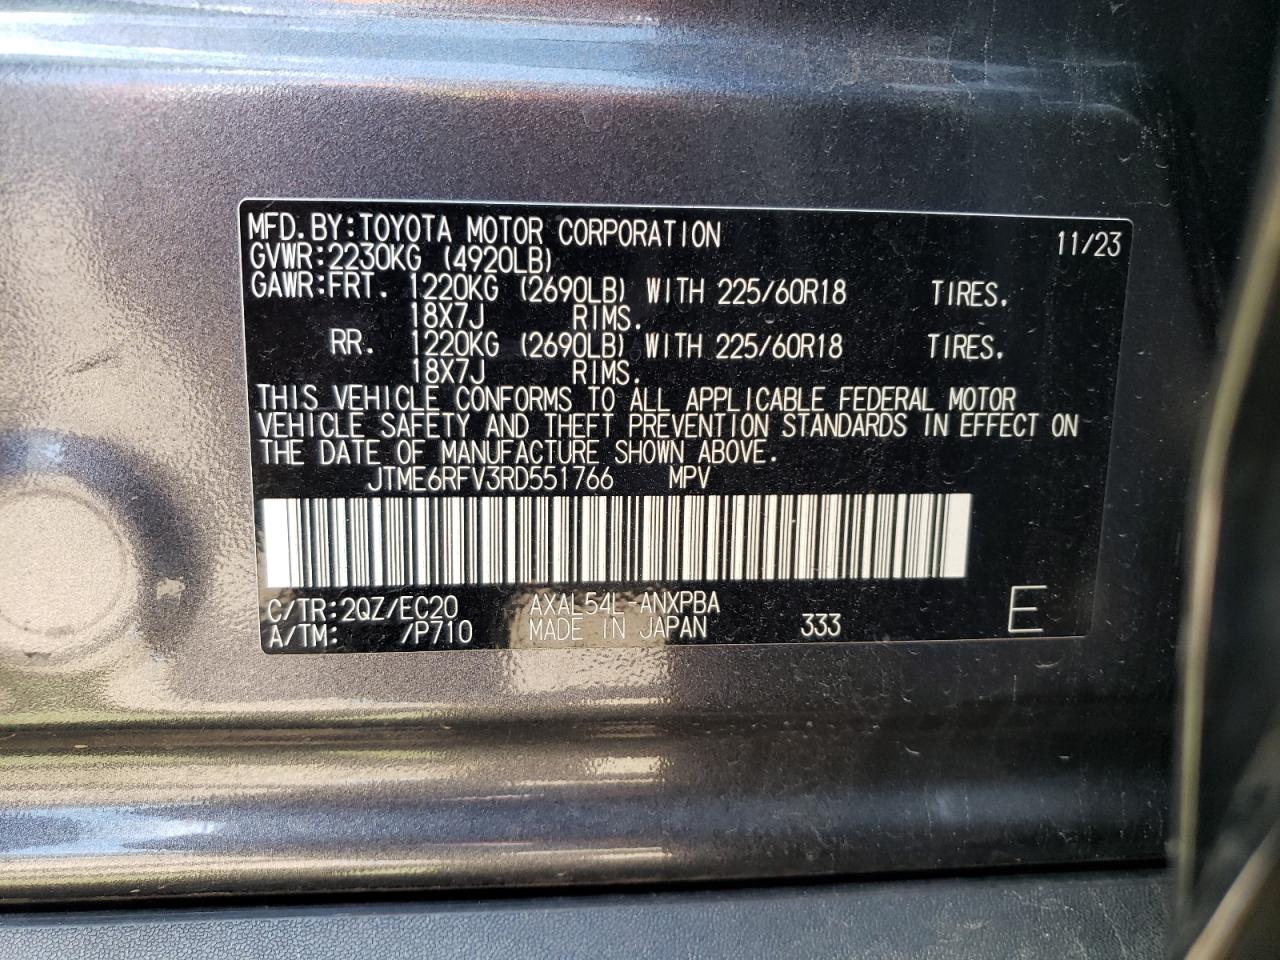 MFD. BY: TOYOTA MOTOR CORPORATION 11/23
GVWR: 2230KG (4920LB)
GAWR: FRT. 1220KG (2690LB) WITH 225/60R18 TIRES.
18X7J RIMS.
RR. 1220KG (2690LB) WITH 225/60R18 TIRES.
18X7J RIMS.
THIS VEHICLE CONFORMS TO ALL APPLICABLE FEDERAL MOTOR
VEHICLE SAFETY AND THEFT PREVENTION STANDARDS IN EFFECT ON
THE DATE OF MANUFACTURE SHOWN ABOVE.
JTME6RFV3RD551766 MPV
C/TR: 2QZ/EC20 AXAL54L-ANXPBA
A/TM: /P710 MADE IN JAPAN 333 E